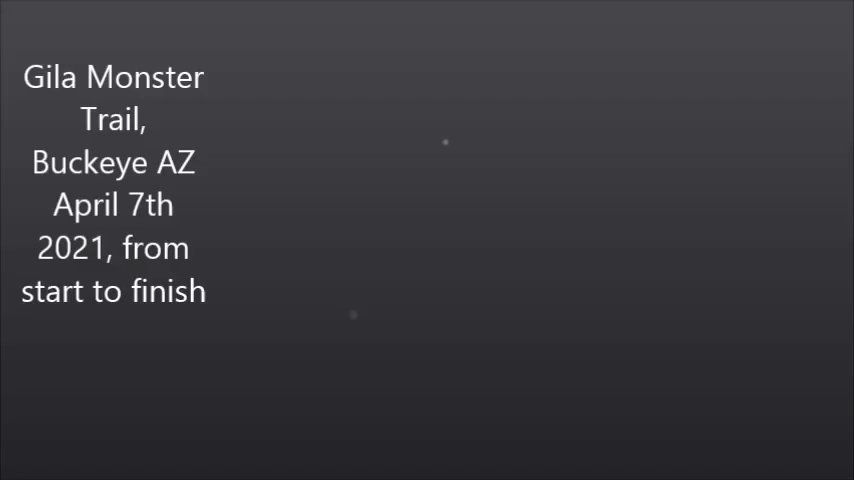 Gila Monster
Trail,
Buckeye AZ
April 7th
2021, from
start to finish